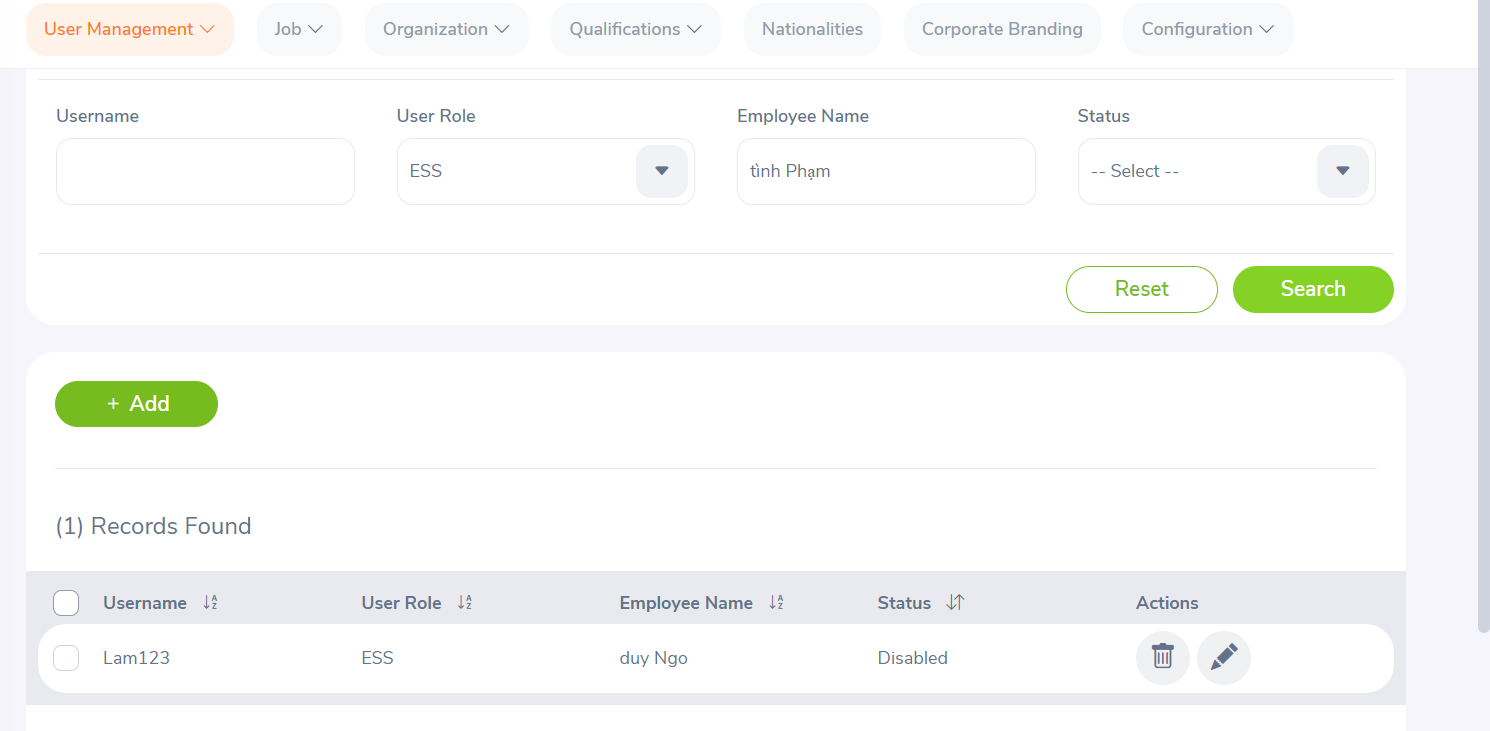 User Management Job Organization Qualifications Nationalities Corporate Branding Configuration
Username User Role Employee Name Status
ESS tình Phạm -- Select --
Reset Search
+ Add
(1) Records Found
Username User Role Employee Name Status Actions
Lam123 ESS duy Ngo Disabled